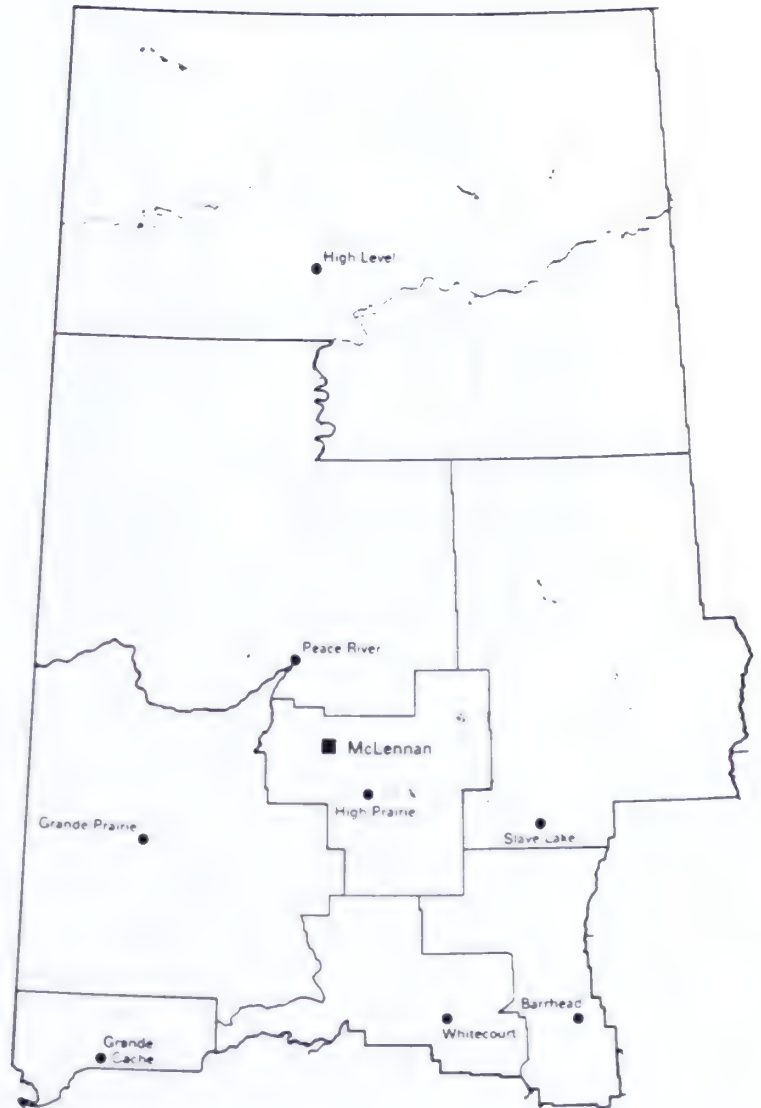 High Level
Peace River
McLennan
High Prairie
Grande Prairie
Slave Lake
Barrhead
Whitecourt
Grande
Cache